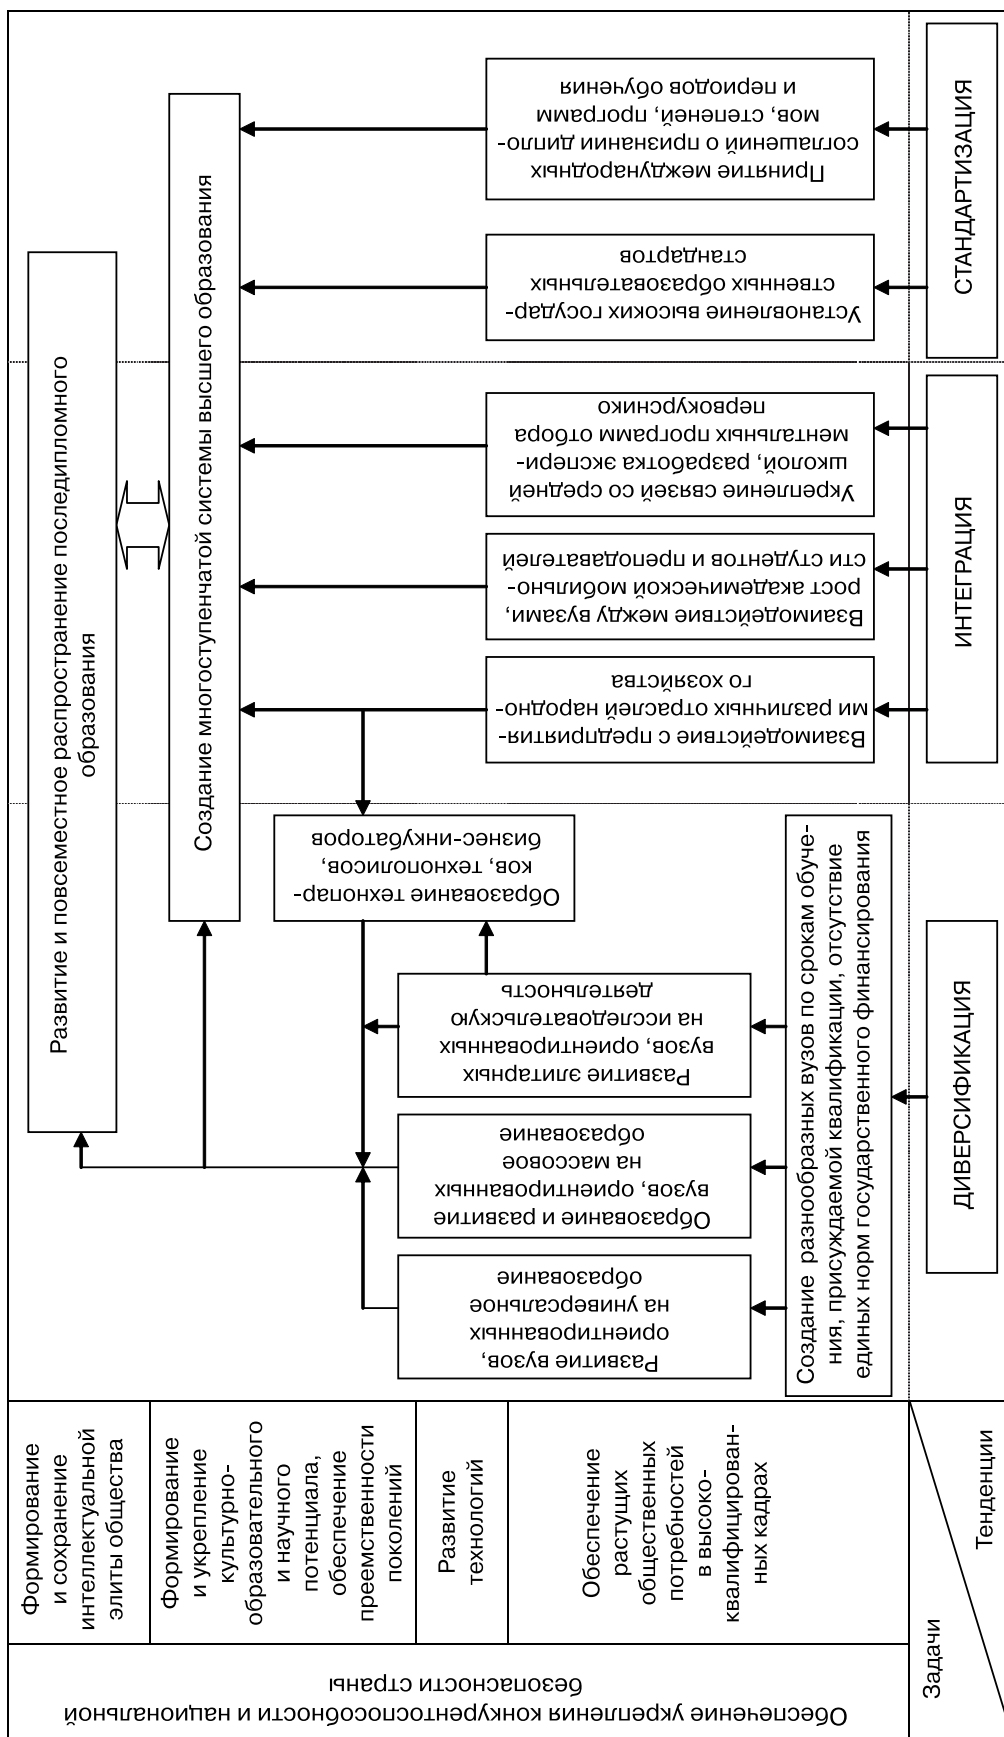 Обеспечение укрепления конкурентоспособности и национальной
безопасности страны
Формирование
и сохранение
интеллектуальной
элиты общества
Формирование
и укрепление
культурно-
образовательного
и научного
потенциала,
обеспечение
преемственности
поколений
Развитие
технологий
Обеспечение
растущих
общественных
потребностей
в высоко-
квалифицирован-
ных кадрах
Задачи
Тенденции
Развитие и повсеместное распространение последипломного
образования
Создание многоступенчатой системы высшего образования
Образование технопар-
ков, технополисов,
бизнес-инкубаторов
Развитие вузов,
ориентированных
на универсальное
образование
Образование и развитие
вузов, ориентированных
на массовое
образование
Развитие элитарных
вузов, ориентированных
на исследовательскую
деятельность
Создание разнообразных вузов по срокам обуче-
ния, присуждаемой квалификации, отсутствие
единых норм государственного финансирования
ДИВЕРСИФИКАЦИЯ
Взаимодействие с предприятия-
ми различных отраслей народно-
го хозяйства
Взаимодействие между вузами,
рост академической мобильно-
сти студентов и преподавателей
Укрепление связей со средней
школой, разработка экспери-
ментальных программ отбора
первокурснико
ИНТЕГРАЦИЯ
Установление высоких государ-
ственных образовательных
стандартов
Принятие международных
соглашений о признании дипло-
мов, степеней, программ
и периодов обучения
СТАНДАРТИЗАЦИЯ